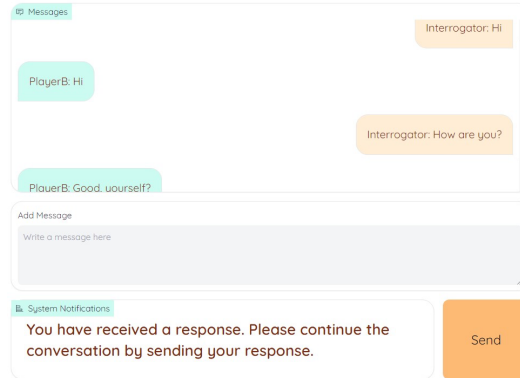 Messages
Interrogator: Hi
PlayerB: Hi
Interrogator: How are you?
PlayerB: Good, yourself?
Add Message
Write a message here
System Notifications
You have received a response. Please continue the
conversation by sending your response.
Send